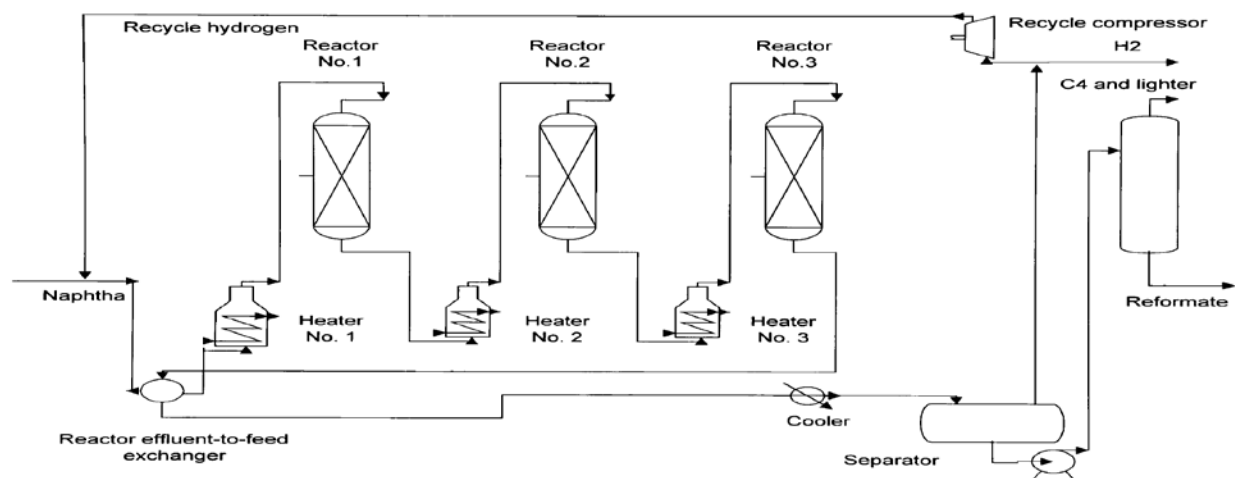 Recycle hydrogen
Reactor
No.1
Reactor
No.2
Reactor
No.3
Recycle compressor
H2
C4 and lighter
Naphtha
Heater
No. 1
Heater
No. 2
Heater
No. 3
Reformate
Cooler
Reactor effluent-to-feed
exchanger
Separator